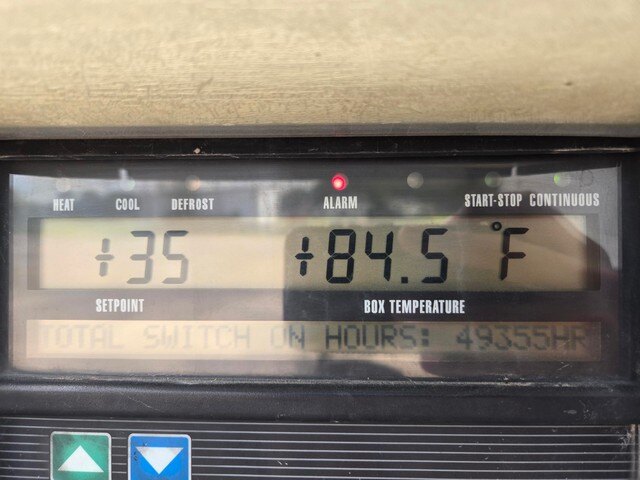 HEAT COOL DEFROST ALARM START-STOP CONTINUOUS
+35 +84.5 °F
SETPOINT BOX TEMPERATURE
TOTAL SWITCH ON HOURS: 49355HR